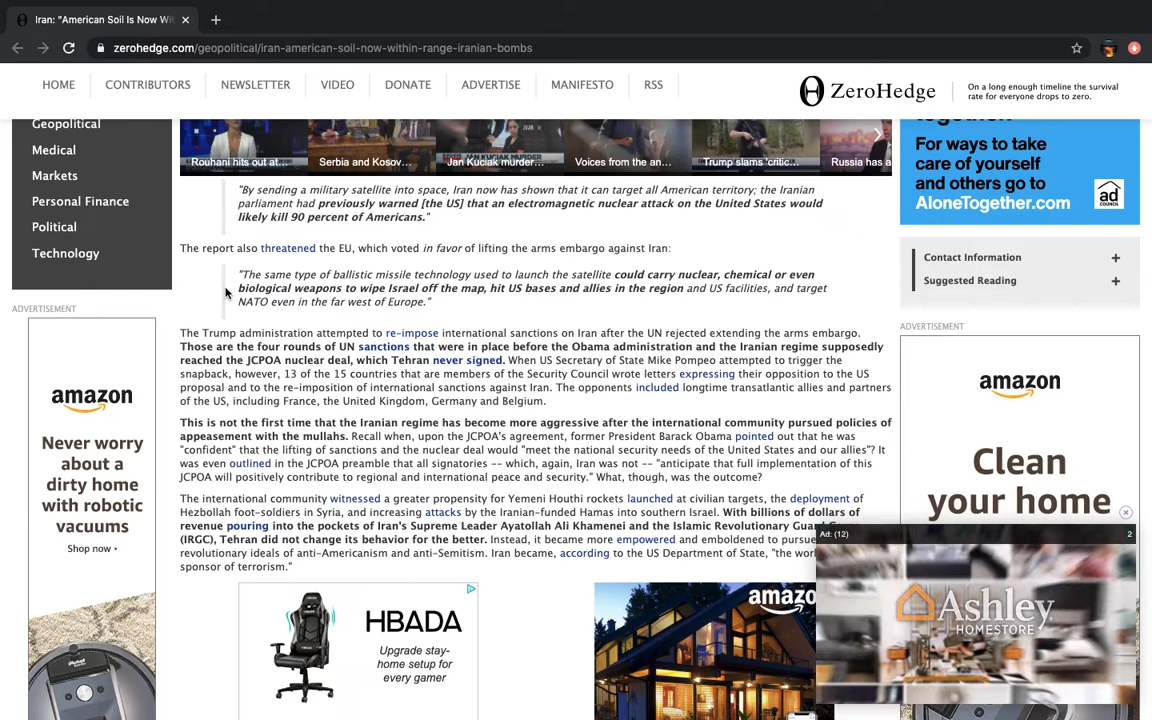 Iran: "American Soil Is Now Wit
zerohedge.com/geopolitical/iran-american-soil-now-within-range-iranian-bombs
HOME
CONTRIBUTORS
NEWSLETTER
VIDEO
DONATE
ADVERTISE
MANIFESTO
RSS
ZeroHedge
On a long enough timeline the survival
rate for everyone drops to zero.
Geopolitical
Medical
Markets
Personal Finance
Political
Technology
Rouhani hits out at...
Serbia and Kosov...
Jan Kuciak murder...
Voices from the an...
Trump slams 'critic...
Russia has a
"By sending a military satellite into space, Iran now has shown that it can target all American territory; the Iranian
parliament had previously warned [the US] that an electromagnetic nuclear attack on the United States would
likely kill 90 percent of Americans."
The report also threatened the EU, which voted in favor of lifting the arms embargo against Iran:
"The same type of ballistic missile technology used to launch the satellite could carry nuclear, chemical or even
biological weapons to wipe Israel off the map, hit US bases and allies in the region and US facilities, and target
NATO even in the far west of Europe."
The Trump administration attempted to re-impose international sanctions on Iran after the UN rejected extending the arms embargo.
Those are the four rounds of UN sanctions that were in place before the Obama administration and the Iranian regime supposedly
reached the JCPOA nuclear deal, which Tehran never signed. When US Secretary of State Mike Pompeo attempted to trigger the
snapback, however, 13 of the 15 countries that are members of the Security Council wrote letters expressing their opposition to the US
proposal and to the re-imposition of international sanctions against Iran. The opponents included longtime transatlantic allies and partners
of the US, including France, the United Kingdom, Germany and Belgium.
This is not the first time that the Iranian regime has become more aggressive after the international community pursued policies of
appeasement with the mullahs. Recall when, upon the JCPOA's agreement, former President Barack Obama pointed out that he was
"confident" that the lifting of sanctions and the nuclear deal would "meet the national security needs of the United States and our allies"? It
was even outlined in the JCPOA preamble that all signatories -- which, again, Iran was not -- "anticipate that full implementation of this
JCPOA will positively contribute to regional and international peace and security." What, though, was the outcome?
The international community witnessed a greater propensity for Yemeni Houthi rockets launched at civilian targets, the deployment of
Hezbollah foot-soldiers in Syria, and increasing attacks by the Iranian-funded Hamas into southern Israel. With billions of dollars of
revenue pouring into the pockets of Iran's Supreme Leader Ayatollah Ali Khamenei and the Islamic Revolutionary Guard
(IRGC), Tehran did not change its behavior for the better. Instead, it became more empowered and emboldened to pursue
revolutionary ideals of anti-Americanism and anti-Semitism. Iran became, according to the US Department of State, "the
sponsor of terrorism."
together
For ways to take
care of yourself
and others go to
AloneTogether.com
ad
COUNCIL
Contact Information
Suggested Reading
ADVERTISEMENT
amazon
Never worry
about a
dirty home
with robotic
vacuums
Shop now
HBADA
Upgrade stay-
home setup for
every gamer
amazon
ADVERTISEMENT
amazon
Clean
your home
Ad: (12)
2
Ashley
HOMESTORE